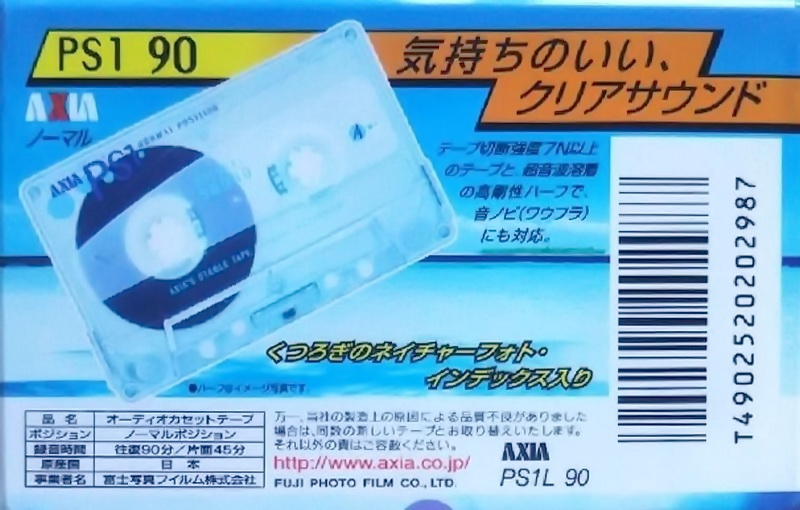 PS1 90
気持ちのいい、
クリアサウンド
AXIA
ノーマル
NORMAL POSITION
AXIA PS1
A
AXIA'S STABLE TAPE
テープ切断強度7N以上
のテープと、超音波溶着
の高剛性ハーフで、
音ノビ(ワウフラ)
にも対応。
くつろぎのネイチャーフォト・
インデックス入り
●ハーフはイメージ写真です。
品 名 オーディオカセットテープ
ポジション ノーマルポジション
録音時間 往復90分/片面45分
原産国 日 本
事業者名 富士写真フイルム株式会社
万一、当社の製造上の原因による品質不良がありました
場合は、同数の新しいテープとお取り替えいたします。
それ以外の責はご容赦ください。
http://www.axia.co.jp/
FUJI PHOTO FILM CO., LTD.
AXIA
PS1L 90
T4902520202987